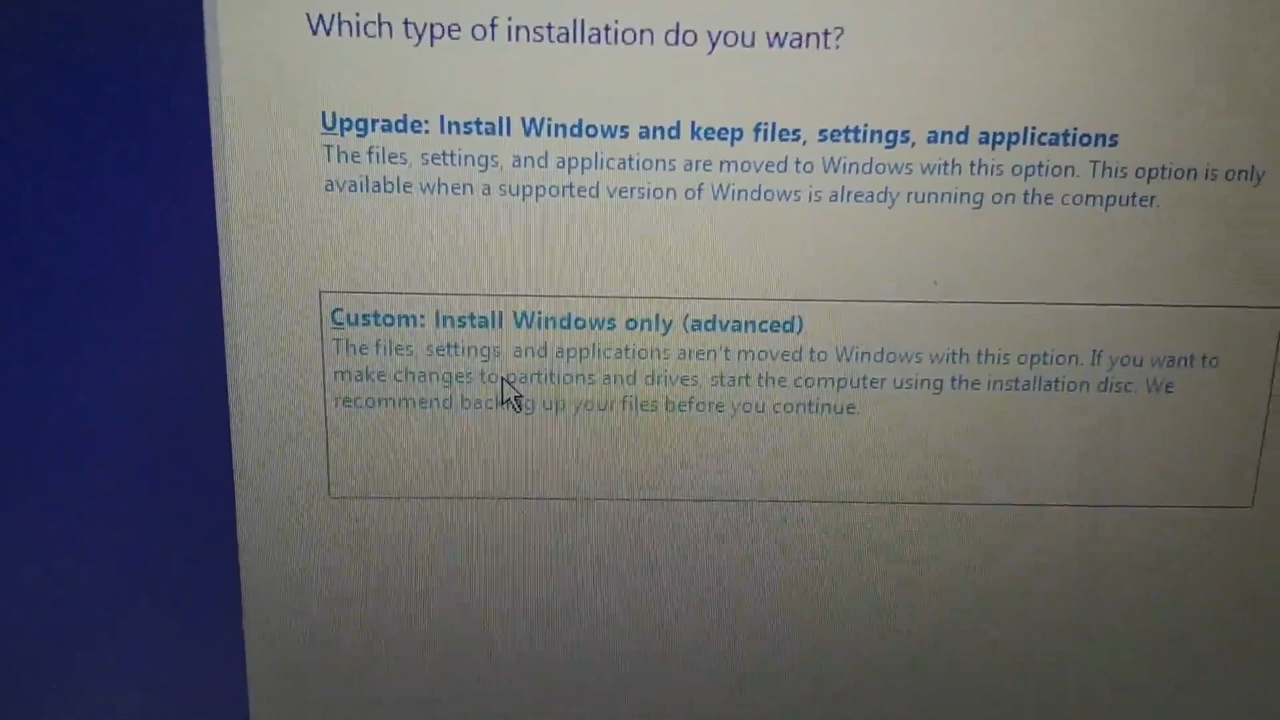 Which type of installation do you want?
Upgrade: Install Windows and keep files, settings, and applications
The files, settings, and applications are moved to Windows with this option. This option is only
available when a supported version of Windows is already running on the computer.
Custom: Install Windows only (advanced)
The files, settings, and applications aren't moved to Windows with this option. If you want to
make changes to partitions and drives, start the computer using the installation disc. We
recommend backing up your files before you continue.